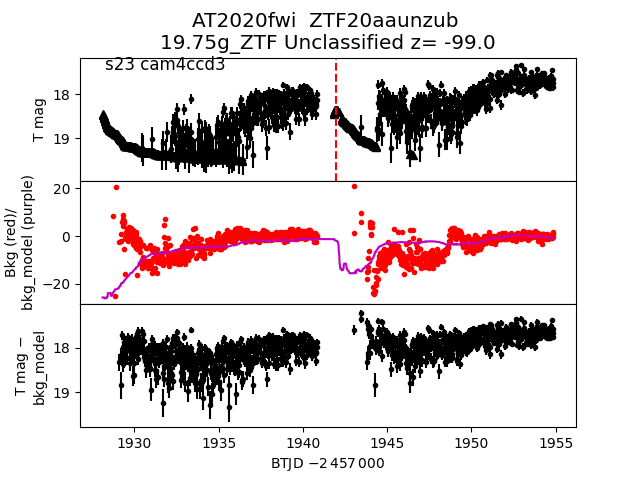 AT2020fwi  ZTF20aaunzub
19.75g_ZTF Unclassified z= -99.0
s23 cam4ccd3
T mag
18
19
Bkg (red)/
bkg_model (purple)
20
0
−20
T mag −
bkg_model
18
19
1930
1935
1940
1945
1950
1955
BTJD −2 457 000